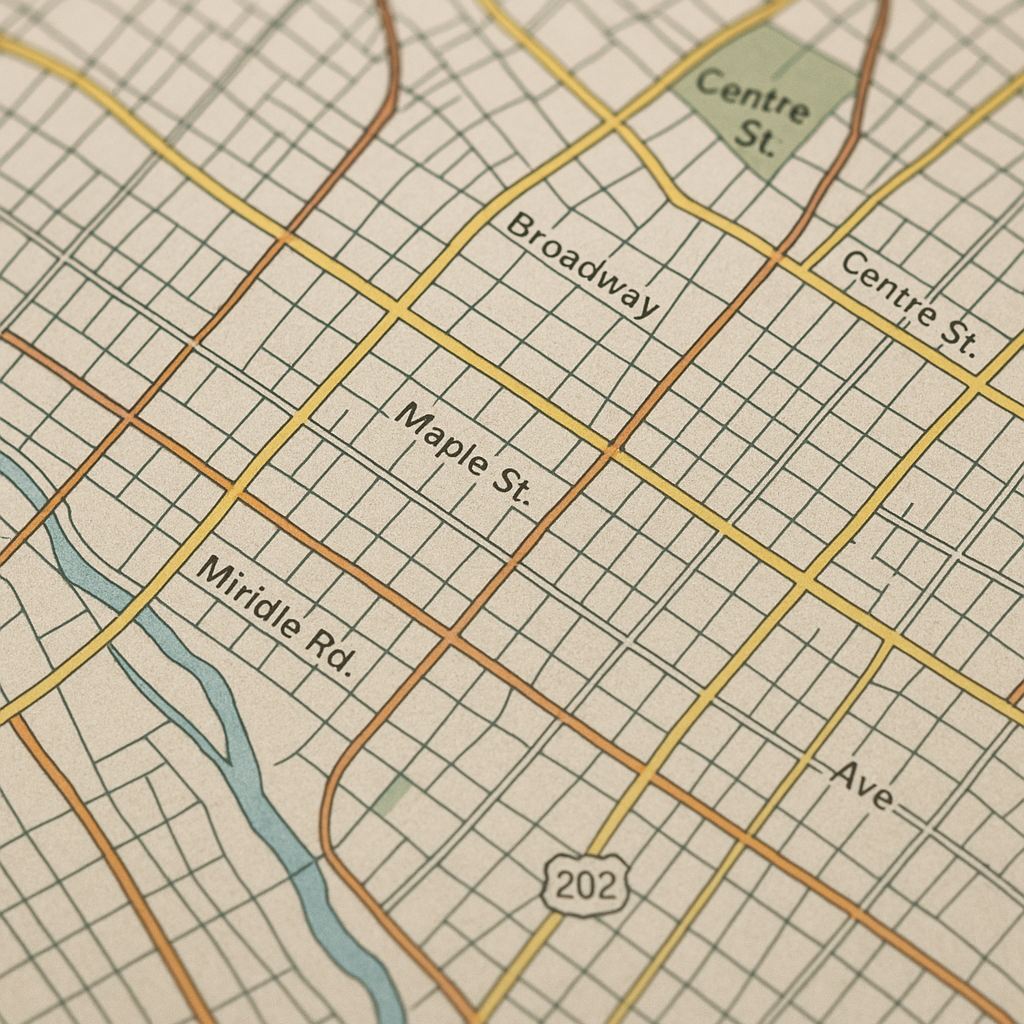 Centre
St.
Broadway
Centre St.
Maple St.
Miridle Rd.
Ave
202